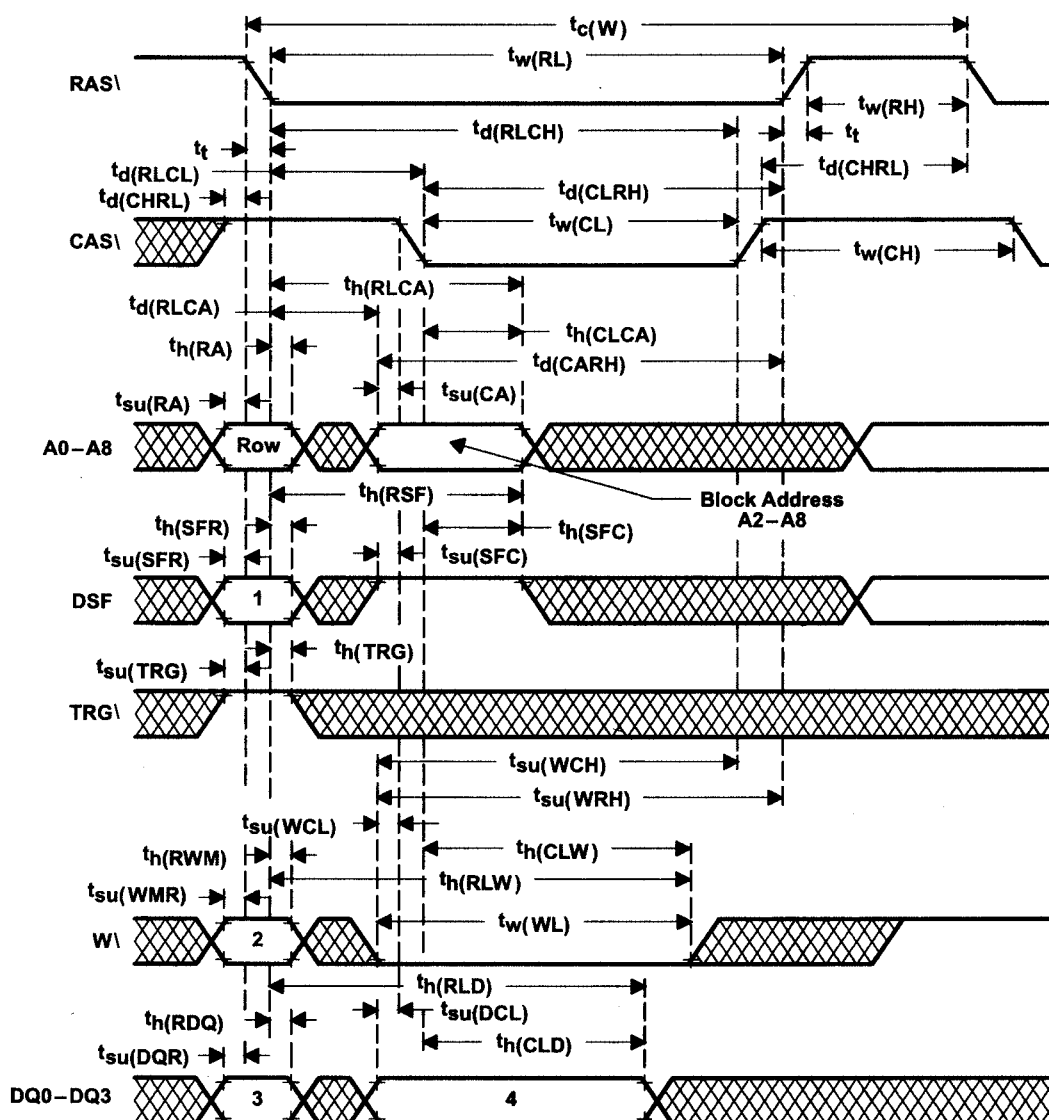 tc(W)
RAS\
tw(RL)
tw(RH)
td(RLCH)
tt
tt
td(RLCL)
td(CHRL)
td(CHRL)
td(CLRH)
CAS\
tw(CL)
tw(CH)
th(RLCA)
td(RLCA)
th(CLCA)
th(RA)
td(CARH)
tsu(RA)
tsu(CA)
A0–A8
Row
th(RSF)
Block Address
A2–A8
th(SFR)
th(SFC)
tsu(SFR)
tsu(SFC)
DSF
1
th(TRG)
tsu(TRG)
TRG\
tsu(WCH)
tsu(WRH)
tsu(WCL)
th(RWM)
th(CLW)
th(RLW)
tsu(WMR)
tw(WL)
W\
2
th(RLD)
th(RDQ)
tsu(DCL)
th(CLD)
tsu(DQR)
DQ0–DQ3
3
4